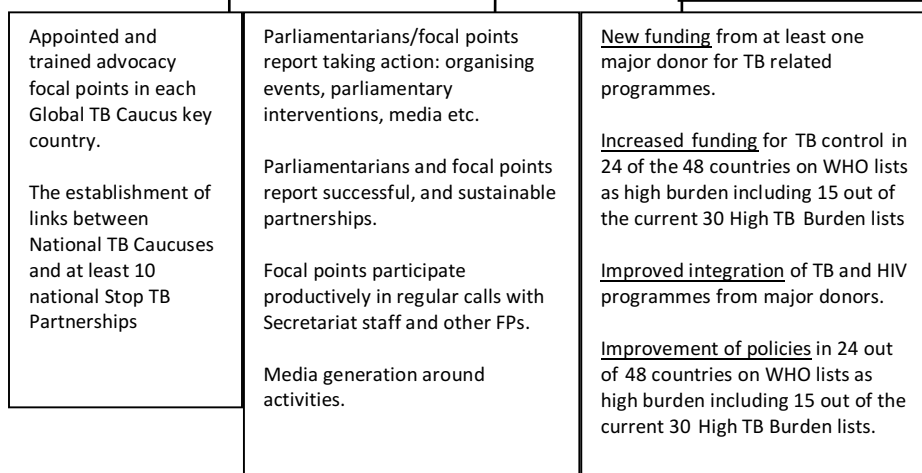 Appointed and
trained advocacy
focal points in each
Global TB Caucus key
country.
The establishment of
links between
National TB Caucuses
and at least 10
national Stop TB
Partnerships
Parliamentarians/focal points
report taking action: organising
events, parliamentary
interventions, media etc.
Parliamentarians and focal points
report successful, and sustainable
partnerships.
Focal points participate
productively in regular calls with
Secretariat staff and other FPs.
Media generation around
activities.
New funding from at least one
major donor for TB related
programmes.
Increased funding for TB control in
24 of the 48 countries on WHO lists
as high burden including 15 out of
the current 30 High TB Burden lists
Improved integration of TB and HIV
programmes from major donors.
Improvement of policies in 24 out
of 48 countries on WHO lists as
high burden including 15 out of the
current 30 High TB Burden lists.